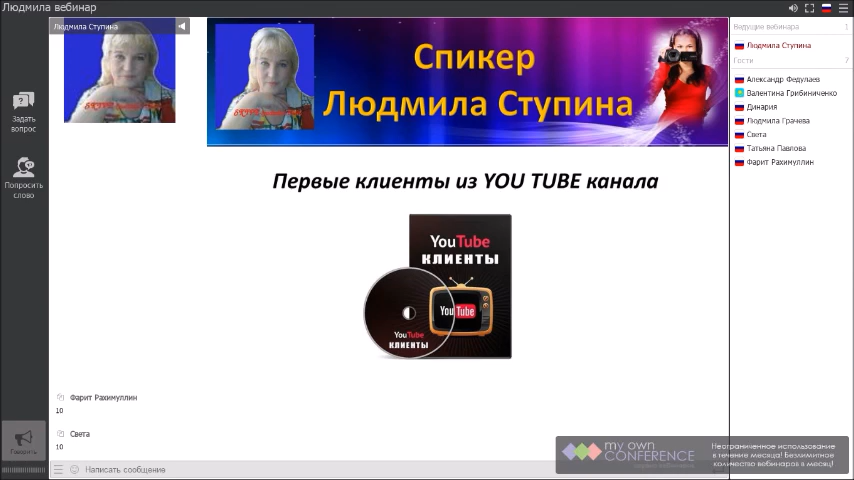 Людмила вебинар
Людмила Ступина
Задать
вопрос
Попросить
слово
Говорить
Спикер
Людмила Ступина
Первые клиенты из YOU TUBE канала
YouTube
КЛИЕНТЫ
YouTube
YouTube
КЛИЕНТЫ
Фарит Рахимуллин
10
Света
10
Написать сообщение
Ведущие вебинара 1
Людмила Ступина
Гости 7
Александр Федулаев
Валентина Грибиниченко
Динария
Людмила Грачева
Света
Татьяна Павлова
Фарит Рахимуллин
my own
CONFERENCE
Неограниченное использование
в течение месяца! Безлимитное
количество вебинаров в месяц!